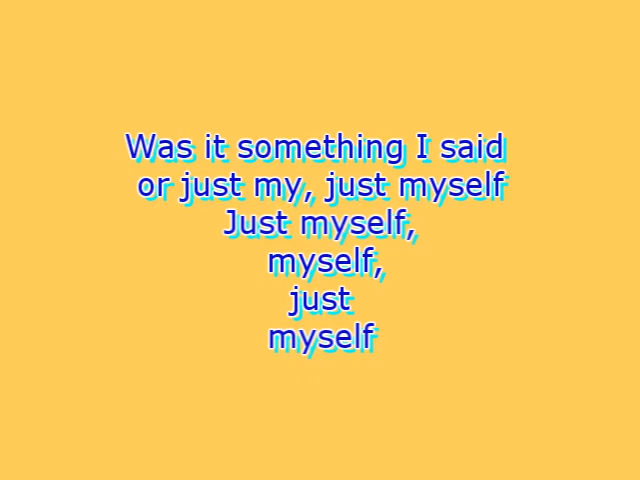 Was it something I said
or just my, just myself
Just myself,
myself,
just
myself